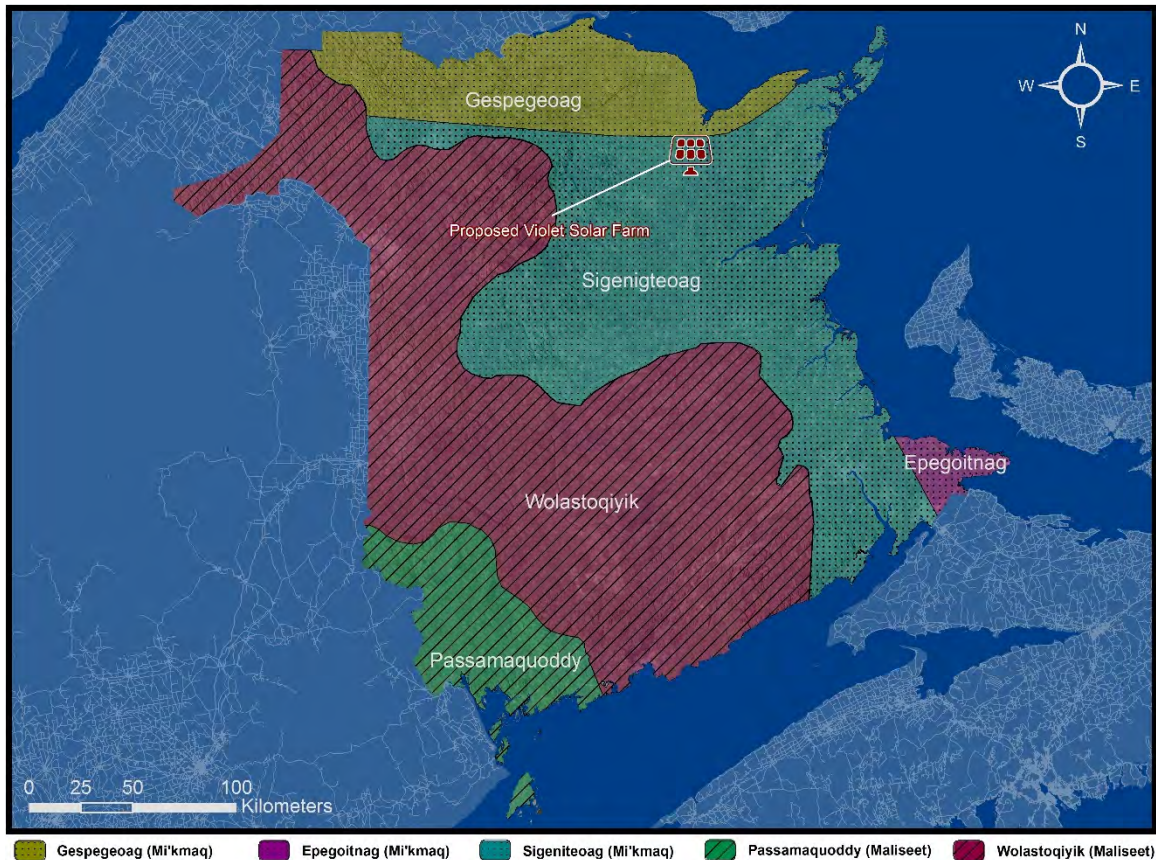 N
W E
S
Gespegeoag
Proposed Violet Solar Farm
Sigenigteoag
Epegoitnag
Wolastoqiyik
Passamaquoddy
0 25 50 100
Kilometers
Gespegeoag (Mi'kmaq) Epegoitnag (Mi'kmaq) Sigeniteoag (Mi'kmaq) Passamaquoddy (Maliseet) Wolastoqiyik (Maliseet)